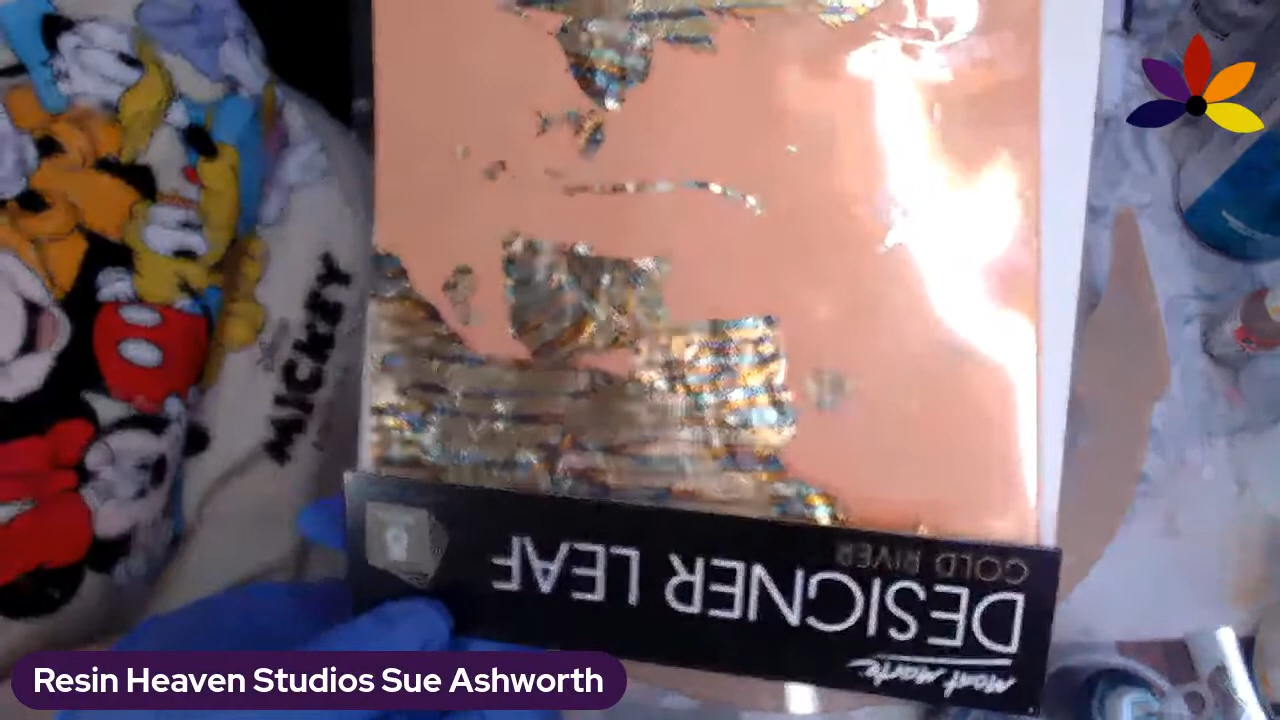 MICKEY
Mont Marte
DESIGNER LEAF
GOLD RIVER
Resin Heaven Studios Sue Ashworth